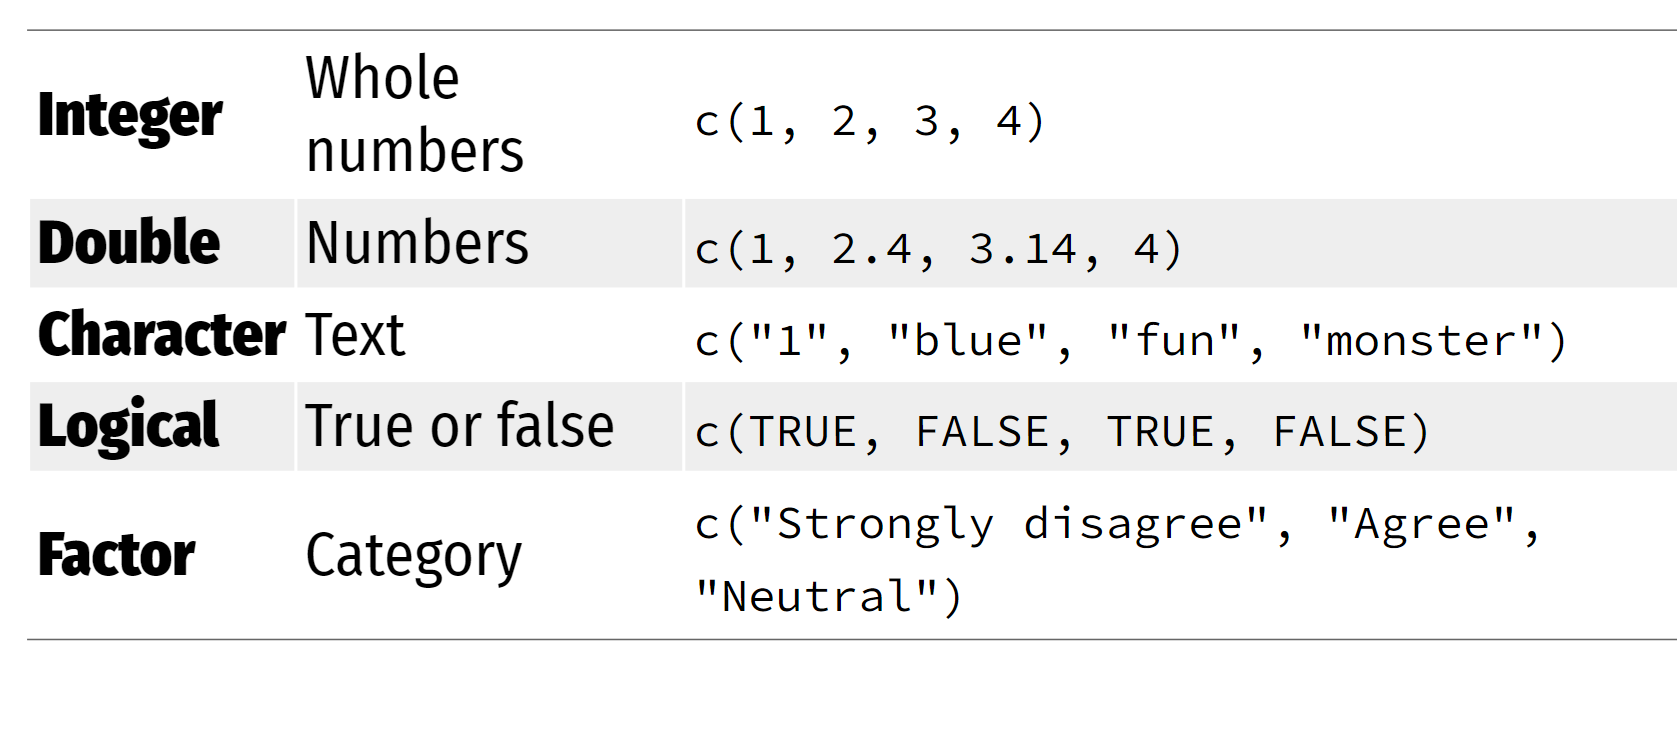 Integer
Whole
numbers
c(1, 2, 3, 4)
Double
Numbers
c(1, 2.4, 3.14, 4)
Character
Text
c("1", "blue", "fun", "monster")
Logical
True or false
c(TRUE, FALSE, TRUE, FALSE)
Factor
Category
c("Strongly disagree", "Agree",
"Neutral")